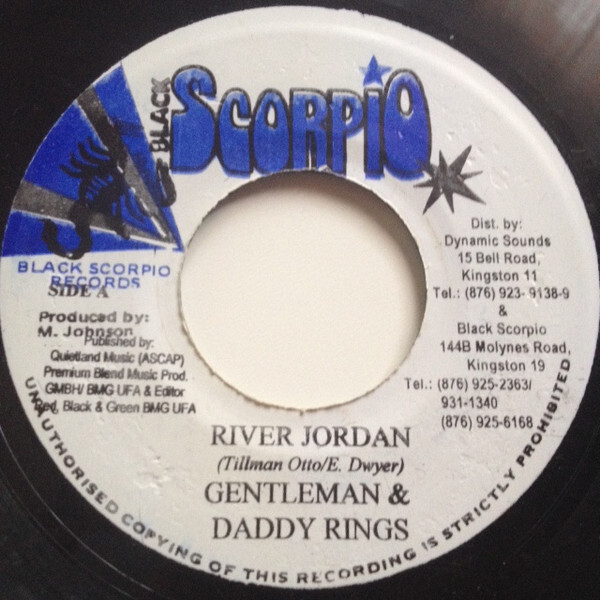 BLACK
SCORPIO
BLACK SCORPIO
RECORDS
SIDE A
Produced by:
M. Johnson
Published by:
Quietland Music (ASCAP)
Premium Blend Music Prod.
GMBH/ BMG UFA & Editor
Red, Black & Green BMG UFA
Dist. by:
Dynamic Sounds
15 Bell Road,
Kingston 11
Tel.: (876) 923- 9138-9
&
Black Scorpio
144B Molynes Road,
Kingston 19
Tel.: (876) 925-2363/
931-1340
(876) 925-6168
RIVER JORDAN
(Tillman Otto/E. Dwyer)
GENTLEMAN &
DADDY RINGS
UNAUTHORISED COPYING OF THIS RECORDING IS STRICTLY PROHIBITED